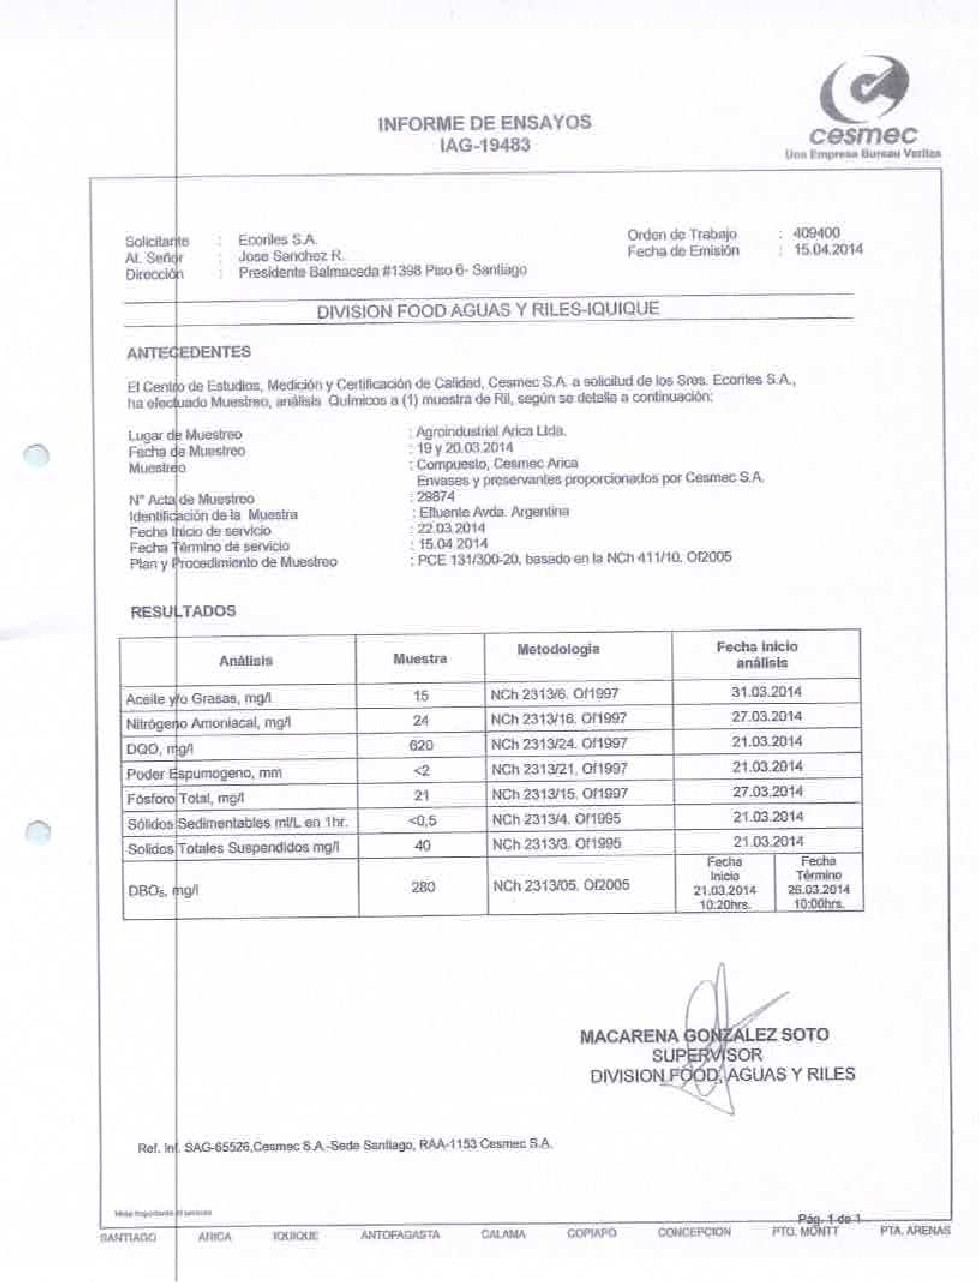 cesmec
Una Empresa Bureau Veritas
INFORME DE ENSAYOS
IAG-19483
Solicitante : Ecoriles S.A.
Al. Señor : Jose Sanchez R.
Dirección : Presidente Balmaceda #1398 Piso 6- Santiago
Orden de Trabajo : 409400
Fecha de Emisión : 15.04.2014
DIVISION FOOD AGUAS Y RILES-IQUIQUE
ANTECEDENTES
El Centro de Estudios, Medición y Certificación de Calidad, Cesmec S.A. a solicitud de los Sres. Ecoriles S.A.,
ha efectuado Muestreo, análisis Químicos a (1) muestra de Ril, según se detalla a continuación:
Lugar de Muestreo : Agroindustrial Arica Ltda.
Fecha de Muestreo : 19 y 20.03.2014
Muestreo : Compuesto, Cesmec Arica
Envases y preservantes proporcionados por Cesmec S.A.
N° Acta de Muestreo : 28874
Identificación de la Muestra : Efluente Avda. Argentina
Fecha Inicio de servicio : 22.03.2014
Fecha Término de servicio : 15.04.2014
Plan y Procedimiento de Muestreo : PCE 131/300-20, basado en la NCh 411/10. Of2005
RESULTADOS
Análisis Muestra Metodologia Fecha Inicio análisis
Aceite y/o Grasas, mg/l 15 NCh 2313/6. Of1997 31.03.2014
Nitrógeno Amoniacal, mg/l 24 NCh 2313/16. Of1997 27.03.2014
DQO, mg/l 620 NCh 2313/24. Of1997 21.03.2014
Poder Espumogeno, mm <2 NCh 2313/21. Of1997 21.03.2014
Fósforo Total, mg/l 21 NCh 2313/15. Of1997 27.03.2014
Sólidos Sedimentables ml/L en 1hr. <0,5 NCh 2313/4. Of1995 21.03.2014
Solidos Totales Suspendidos mg/l 40 NCh 2313/3. Of1995 21.03.2014
DBO₅, mg/l 280 NCh 2313/05. Of2005 Fecha Inicio 21.03.2014 10:20hrs. Fecha Término 26.03.2014 10:00hrs.
MACARENA GONZALEZ SOTO
SUPERVISOR
DIVISION FOOD, AGUAS Y RILES
Ref. Inf. SAG-65526,Cesmec S.A.-Sede Santiago, RAA-1153 Cesmec S.A.
Pág. 1 de 1
SANTIAGO ARICA IQUIQUE ANTOFAGASTA CALAMA COPIAPO CONCEPCION PTO. MONTT PTA. ARENAS